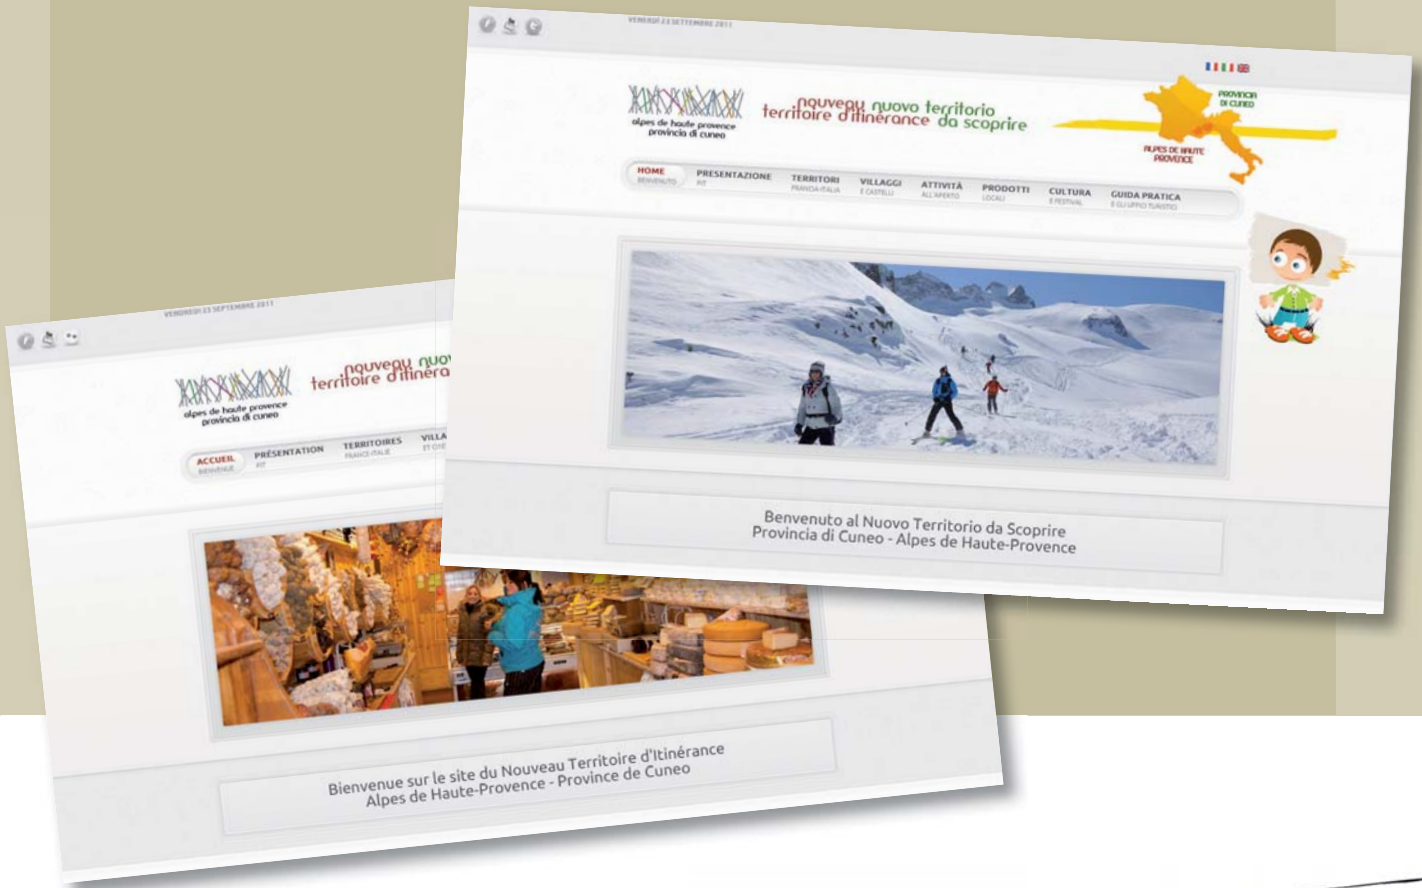 VENERDÌ 23 SETTEMBRE 2011
alpes de haute provence
provincia di cuneo
nouveau nuovo territorio
territoire d'itinérance da scoprire
PROVINCIA
DI CUNEO
ALPES DE HAUTE
PROVENCE
HOME PRESENTAZIONE TERRITORI VILLAGGI ATTIVITÀ PRODOTTI CULTURA GUIDA PRATICA
BENVENUTO FIT FRANCIA-ITALIA E CASTELLI ALL'APERTO LOCALI E FESTIVAL E GLI UFFICI TURISTICI
Benvenuto al Nuovo Territorio da Scoprire
Provincia di Cuneo - Alpes de Haute-Provence
VENDREDI 23 SEPTEMBRE 2011
alpes de haute provence
provincia di cuneo
nouveau nuov
territoire d'itinéra
ACCUEIL PRÉSENTATION TERRITOIRES VILLA
BIENVENUE FIT FRANCE-ITALIE
Bienvenue sur le site du Nouveau Territoire d'Itinérance
Alpes de Haute-Provence - Province de Cuneo